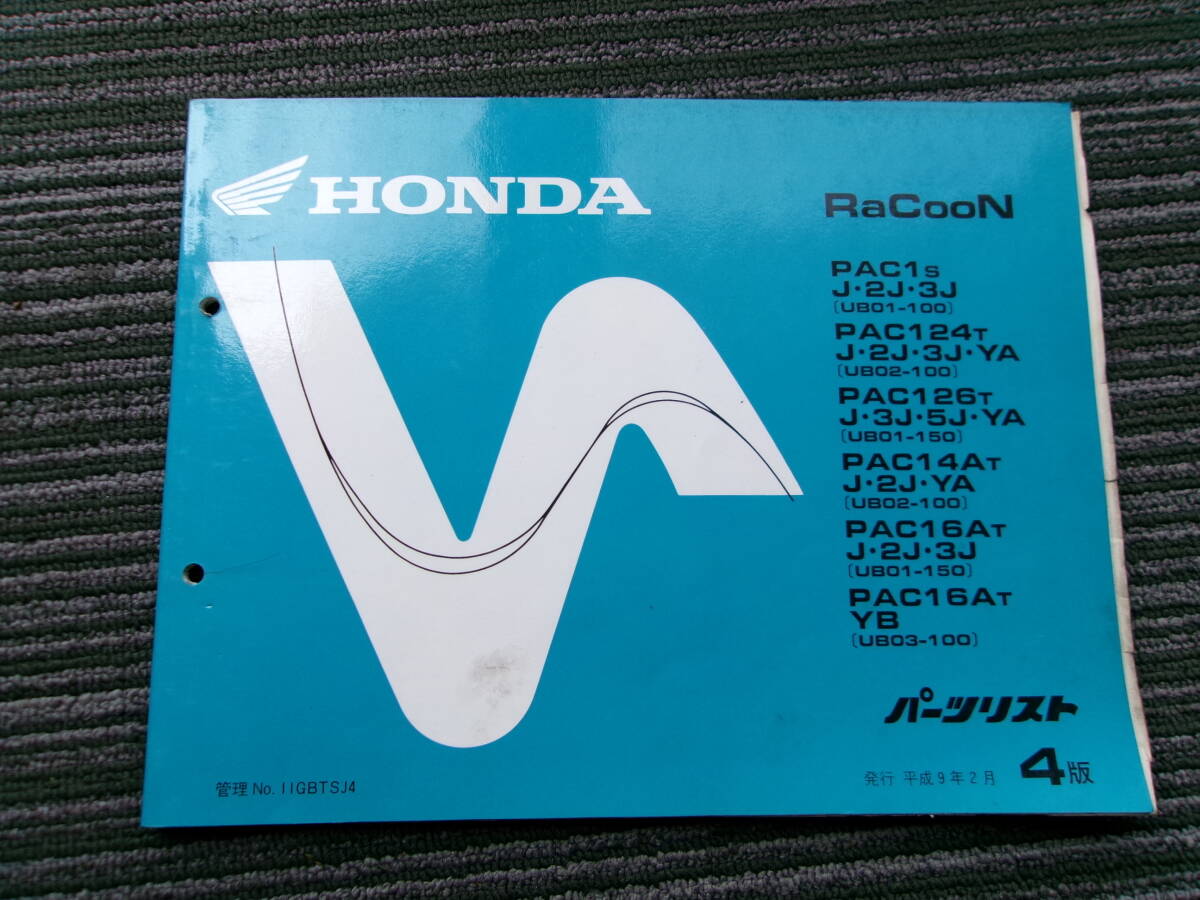 HONDA
RaCooN
PAC1S
J・2J・3J
(UB01-100)
PAC124T
J・2J・3J・YA
(UB02-100)
PAC126T
J・3J・5J・YA
(UB01-150)
PAC14AT
J・2J・YA
(UB02-100)
PAC16AT
J・2J・3J
(UB01-150)
PAC16AT
YB
(UB03-100)
パーツリスト
管理 No. 11GBTSJ4
発行 平成9年2月 4版